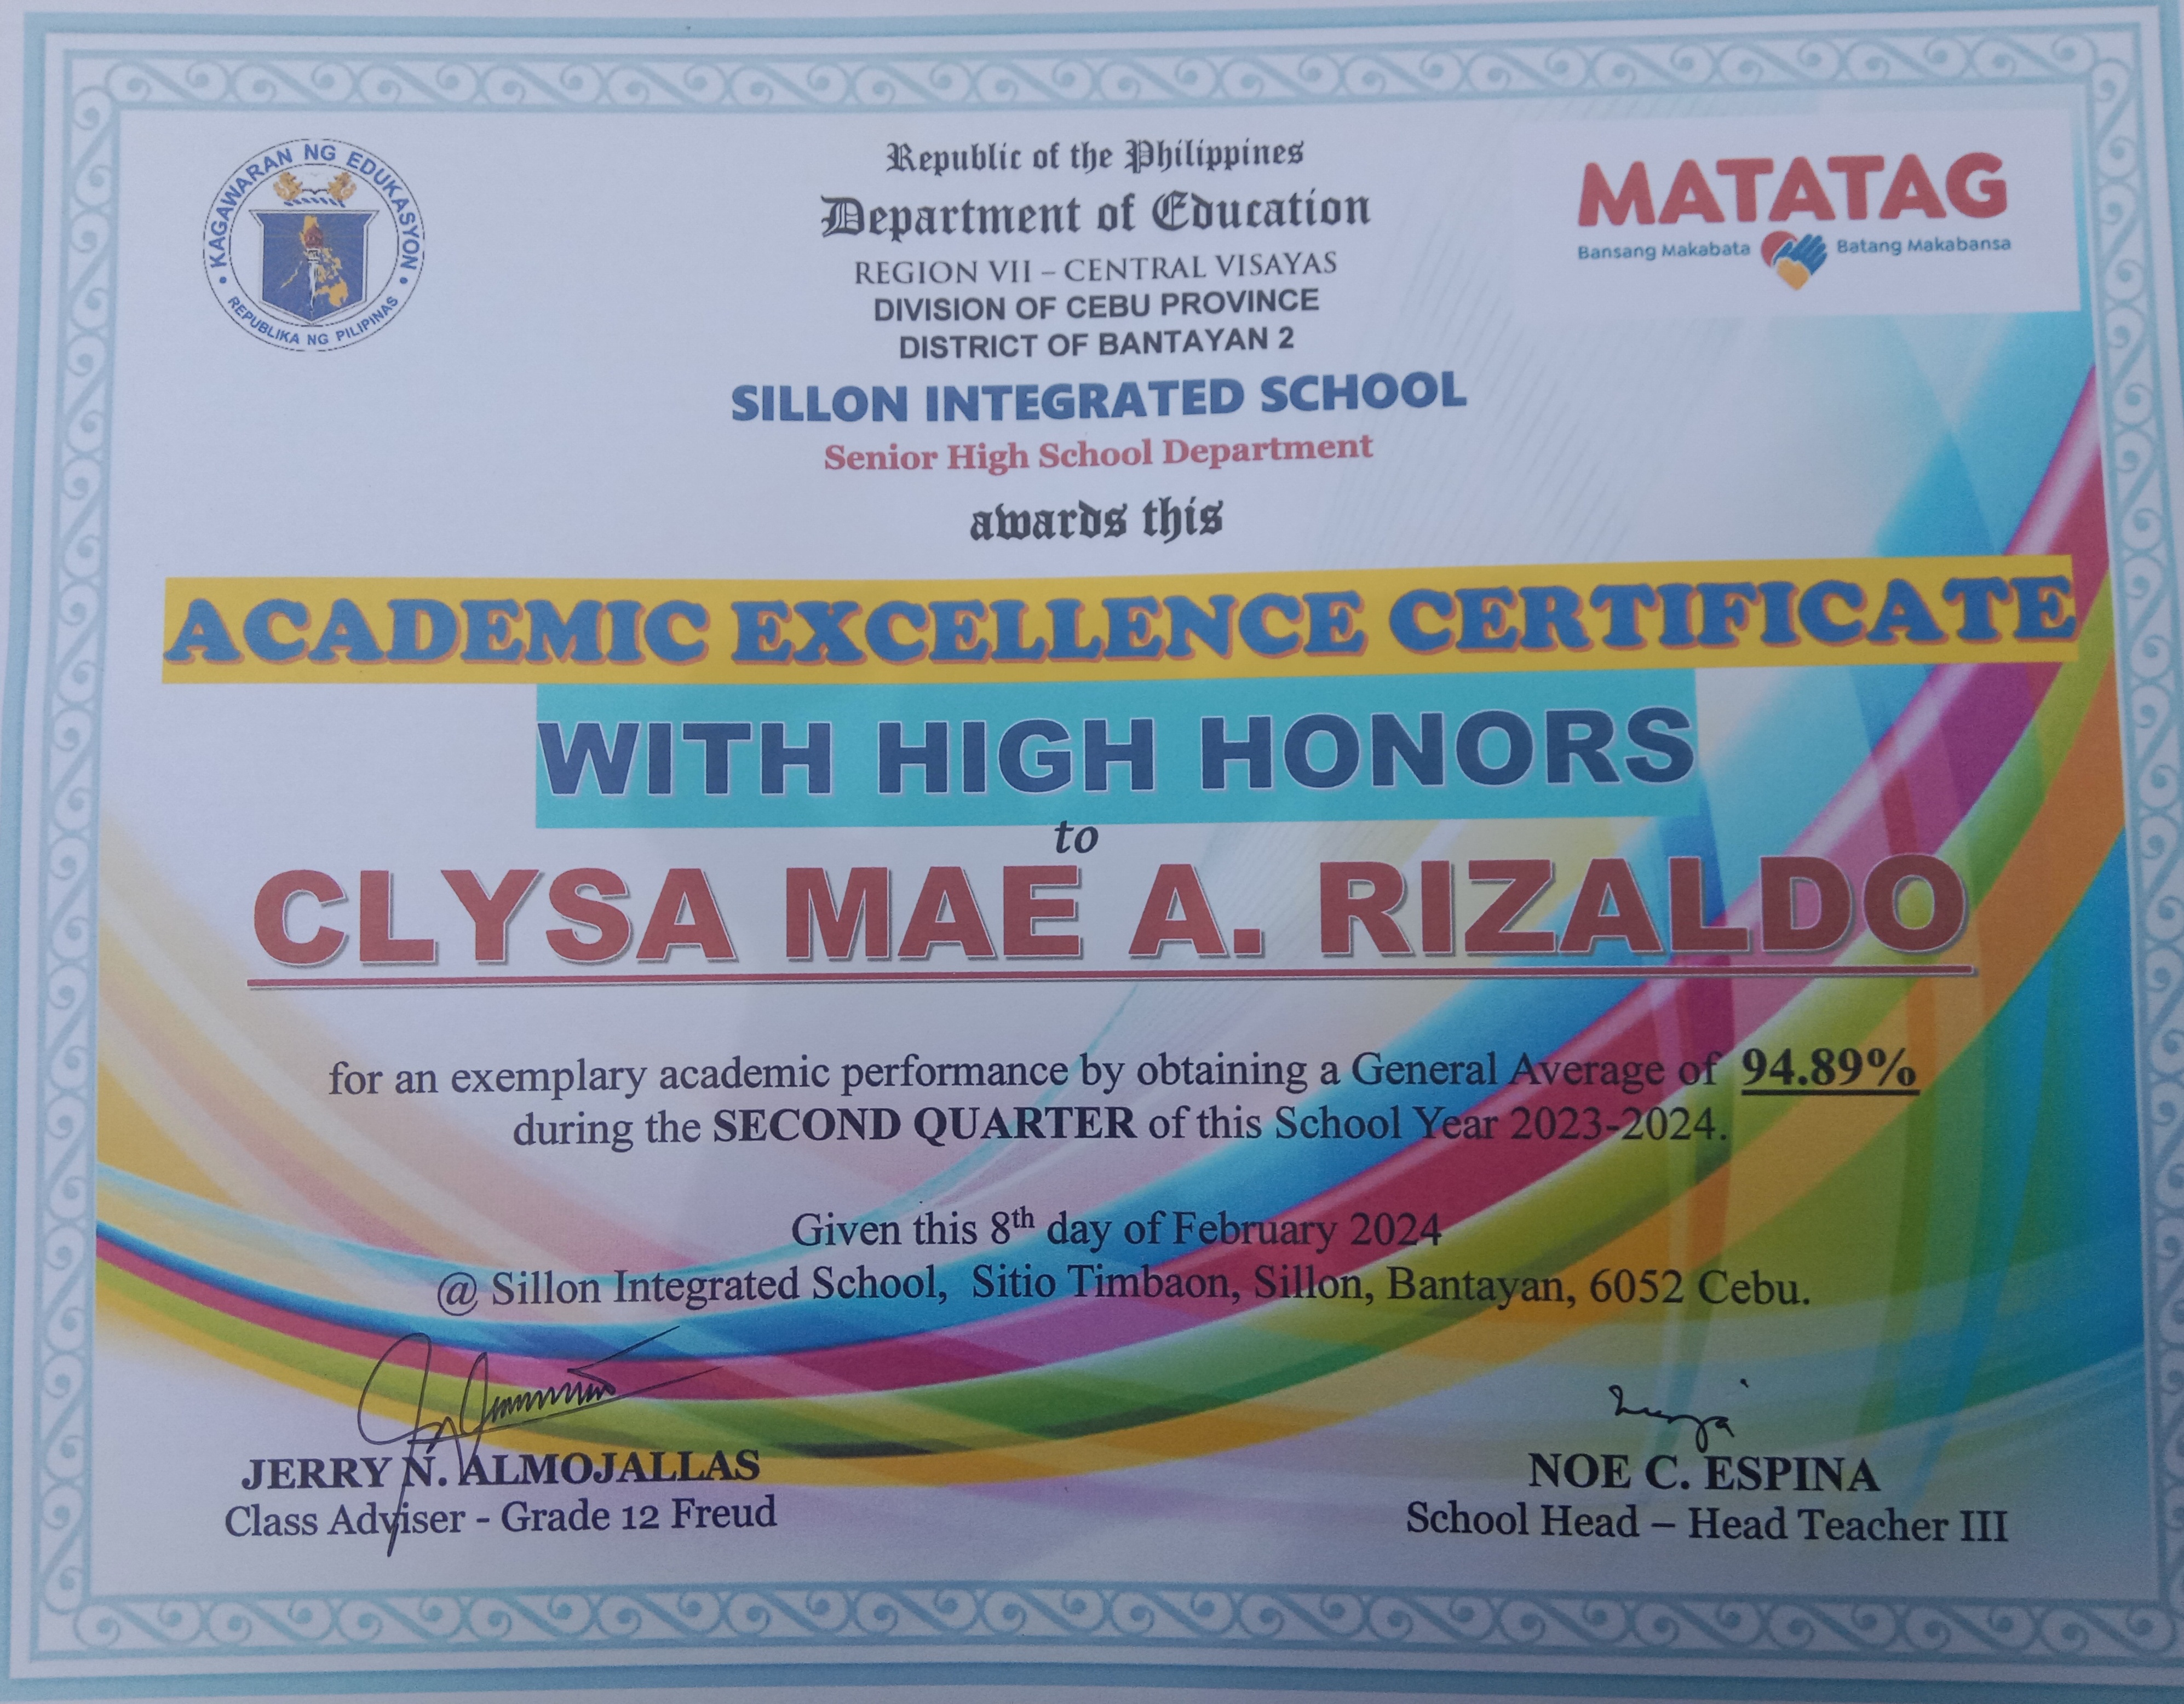 KAGAWARAN NG EDUKASYON
REPUBLIKA NG PILIPINAS
Republic of the Philippines
Department of Education
REGION VII – CENTRAL VISAYAS
DIVISION OF CEBU PROVINCE
DISTRICT OF BANTAYAN 2
SILLON INTEGRATED SCHOOL
Senior High School Department
MATATAG
Bansang Makabata Batang Makabansa
awards this
ACADEMIC EXCELLENCE CERTIFICATE
WITH HIGH HONORS
to
CLYSA MAE A. RIZALDO
for an exemplary academic performance by obtaining a General Average of 94.89%
during the SECOND QUARTER of this School Year 2023-2024.
Given this 8th day of February 2024
@ Sillon Integrated School, Sitio Timbaon, Sillon, Bantayan, 6052 Cebu.
JERRY N. ALMOJALLAS
Class Adviser - Grade 12 Freud
NOE C. ESPINA
School Head – Head Teacher III